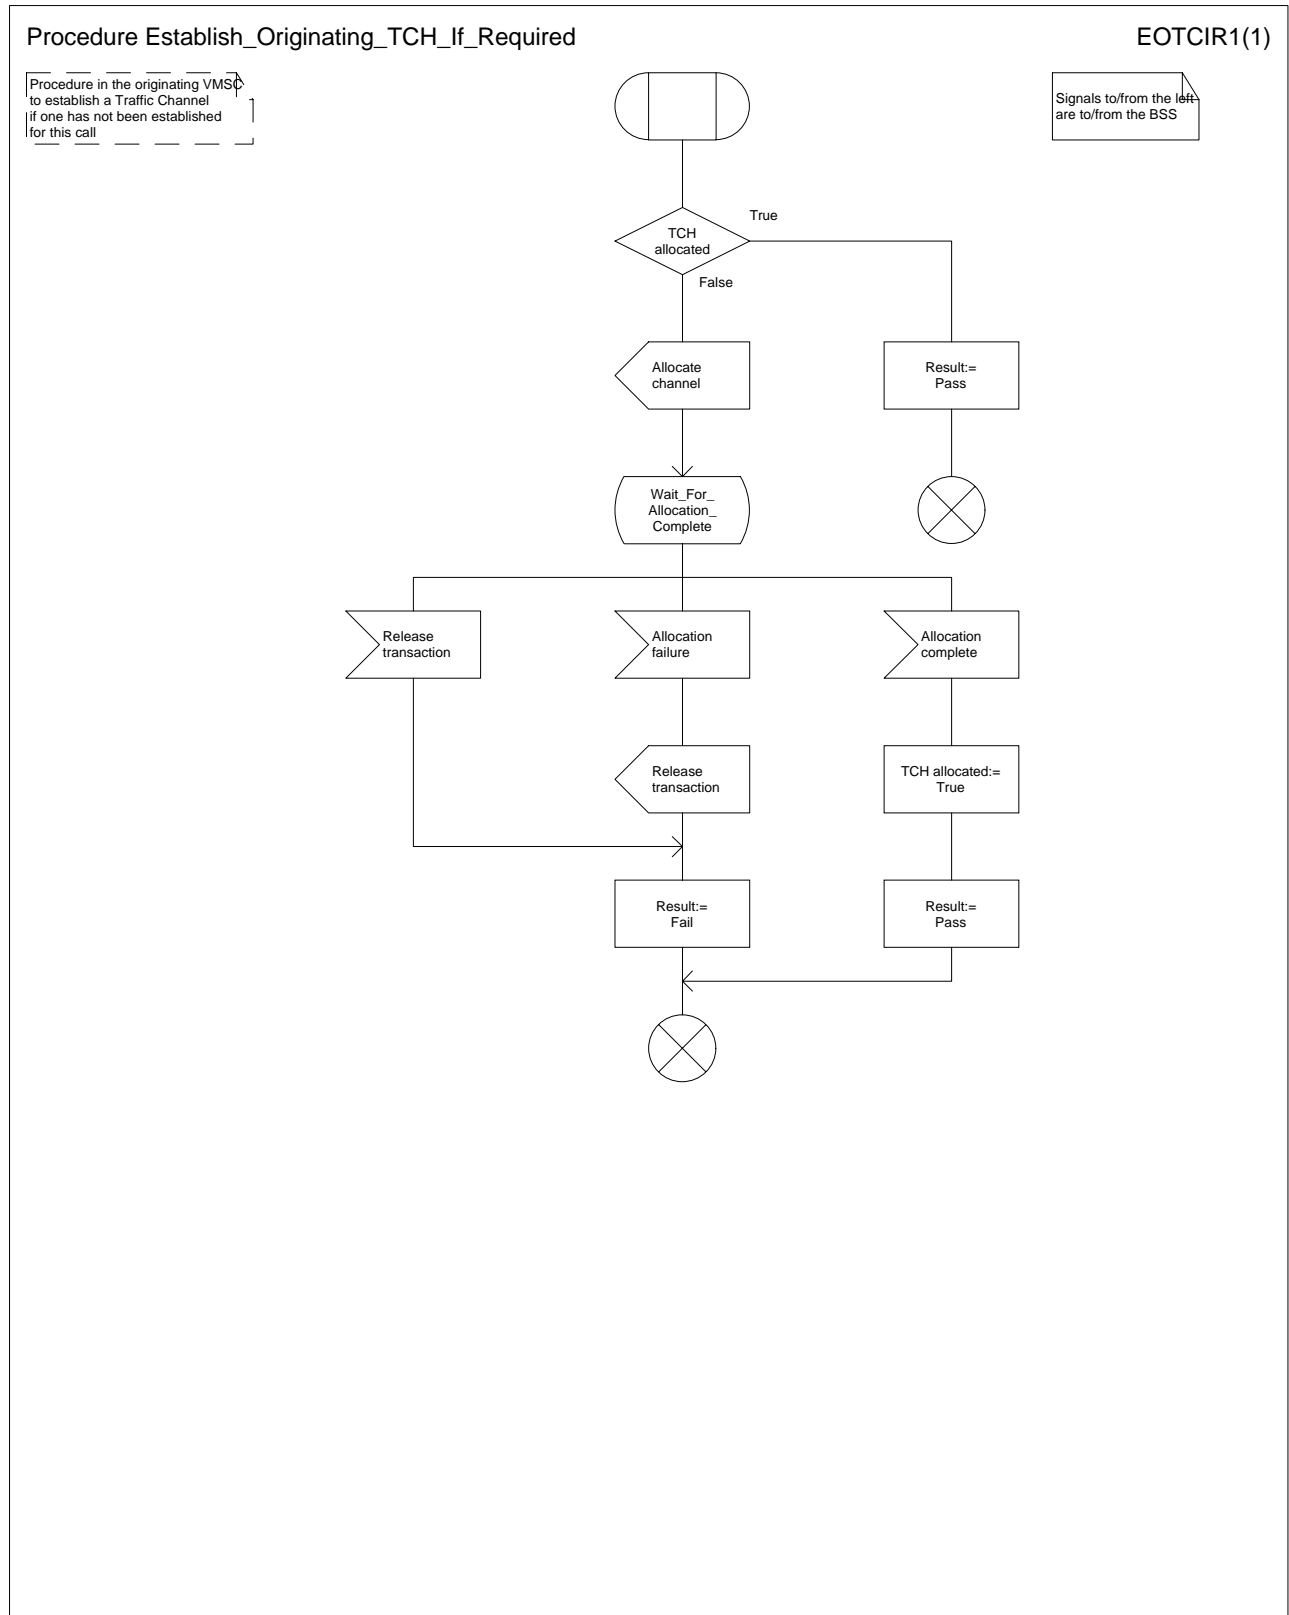 Procedure Establish_Originating_TCH_If_Required
EOTCIR1(1)
Procedure in the originating VMSC
to establish a Traffic Channel
if one has not been established
for this call
Signals to/from the left
are to/from the BSS
True
TCH
allocated
False
Allocate
channel
Result:=
Pass
Wait_For_
Allocation_
Complete
Release
transaction
Allocation
failure
Allocation
complete
Release
transaction
TCH allocated:=
True
Result:=
Fail
Result:=
Pass